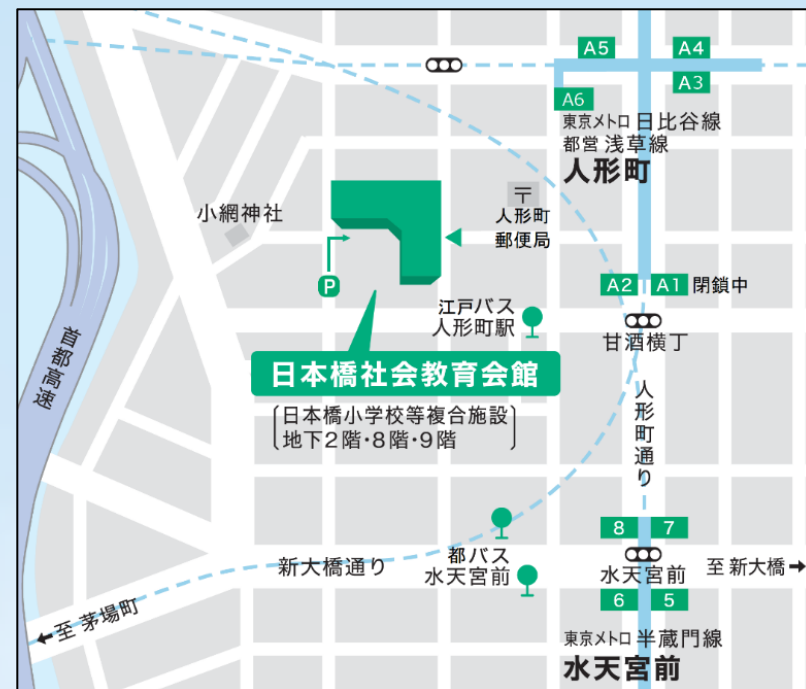 A5
A4
A3
A6
東京メトロ 日比谷線
都営 浅草線
人形町
〒
人形町
郵便局
小網神社
P
A2
A1
閉鎖中
江戸バス
人形町駅
甘酒横丁
首都高速
日本橋社会教育会館
日本橋小学校等複合施設
地下2階・8階・9階
人形町通り
8
7
新大橋通り
都バス
水天宮前
水天宮前
至 新大橋→
6
5
←至 茅場町
東京メトロ 半蔵門線
水天宮前